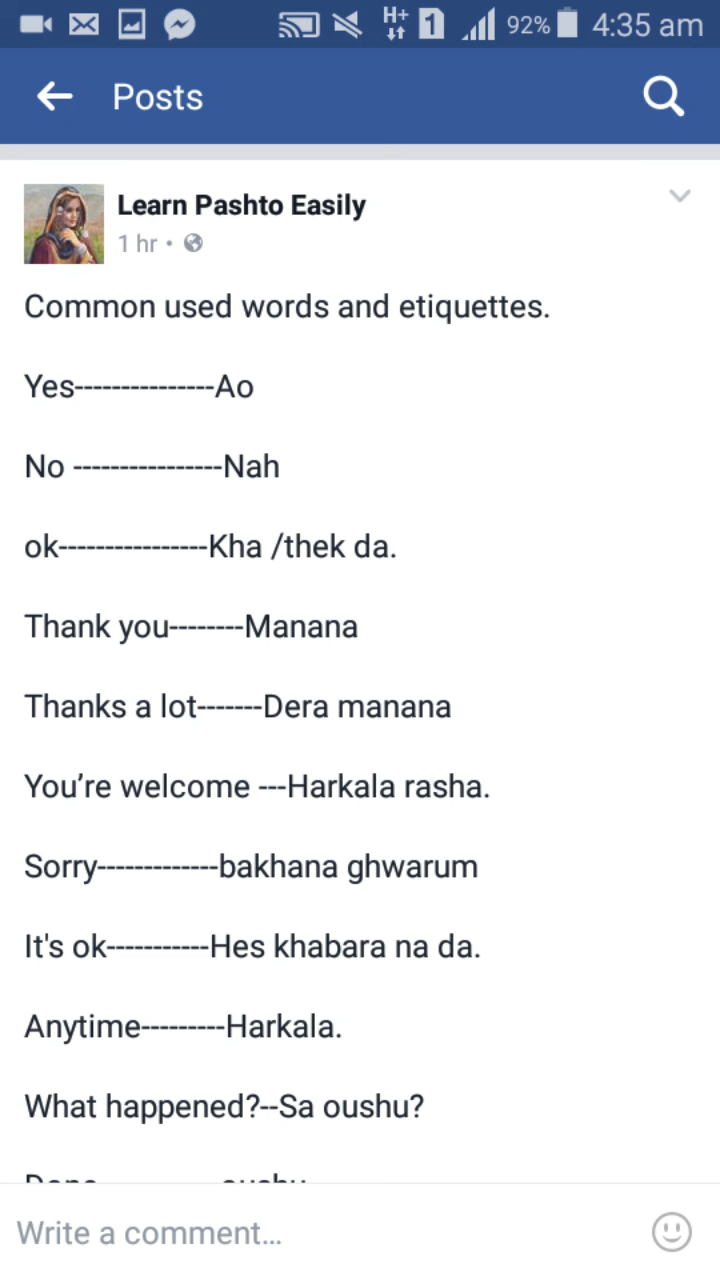 H+ 1 92% 4:35 am
Posts
Learn Pashto Easily
1 hr •
Common used words and etiquettes.
Yes---------------Ao
No ----------------Nah
ok----------------Kha /thek da.
Thank you--------Manana
Thanks a lot-------Dera manana
You’re welcome ---Harkala rasha.
Sorry-------------bakhana ghwarum
It's ok-----------Hes khabara na da.
Anytime---------Harkala.
What happened?--Sa oushu?
Write a comment...